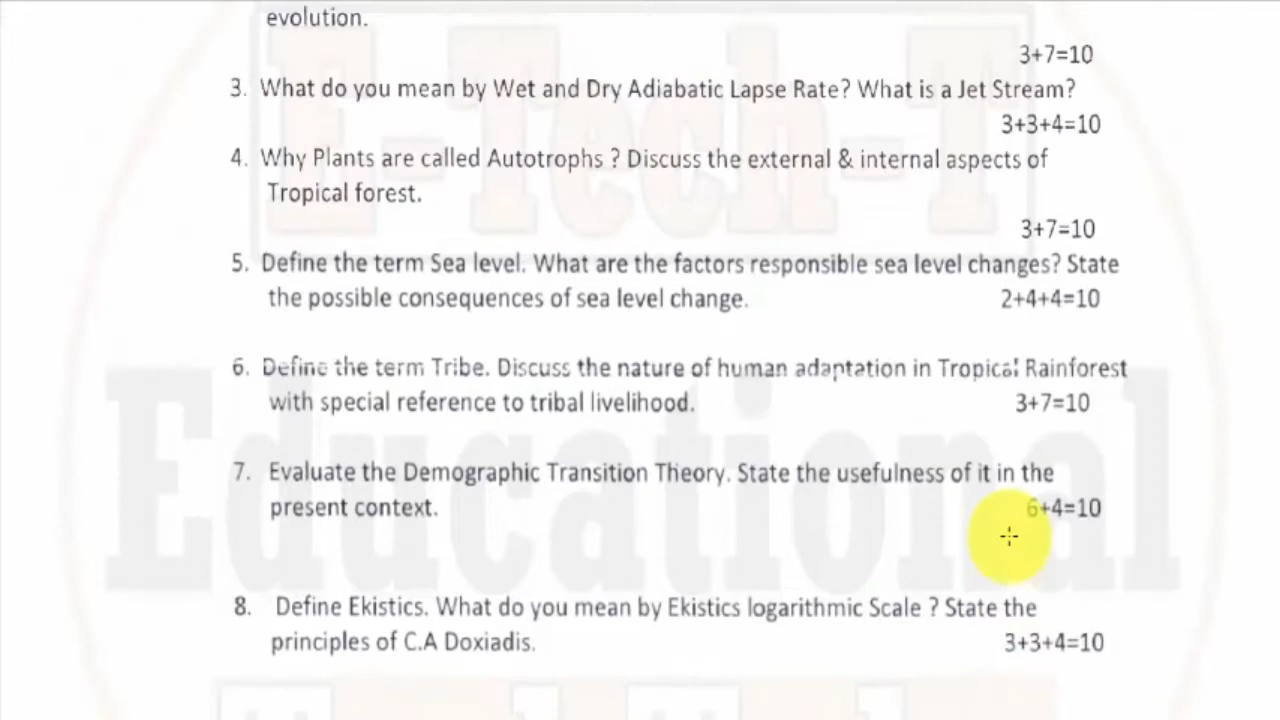 evolution.
3+7=10
3. What do you mean by Wet and Dry Adiabatic Lapse Rate? What is a Jet Stream?
3+3+4=10
4. Why Plants are called Autotrophs ? Discuss the external & internal aspects of
Tropical forest.
3+7=10
5. Define the term Sea level. What are the factors responsible sea level changes? State
the possible consequences of sea level change. 2+4+4=10
6. Define the term Tribe. Discuss the nature of human adaptation in Tropical Rainforest
with special reference to tribal livelihood. 3+7=10
7. Evaluate the Demographic Transition Theory. State the usefulness of it in the
present context. 6+4=10
8. Define Ekistics. What do you mean by Ekistics logarithmic Scale ? State the
principles of C.A Doxiadis. 3+3+4=10
E-Tech-T
Educational